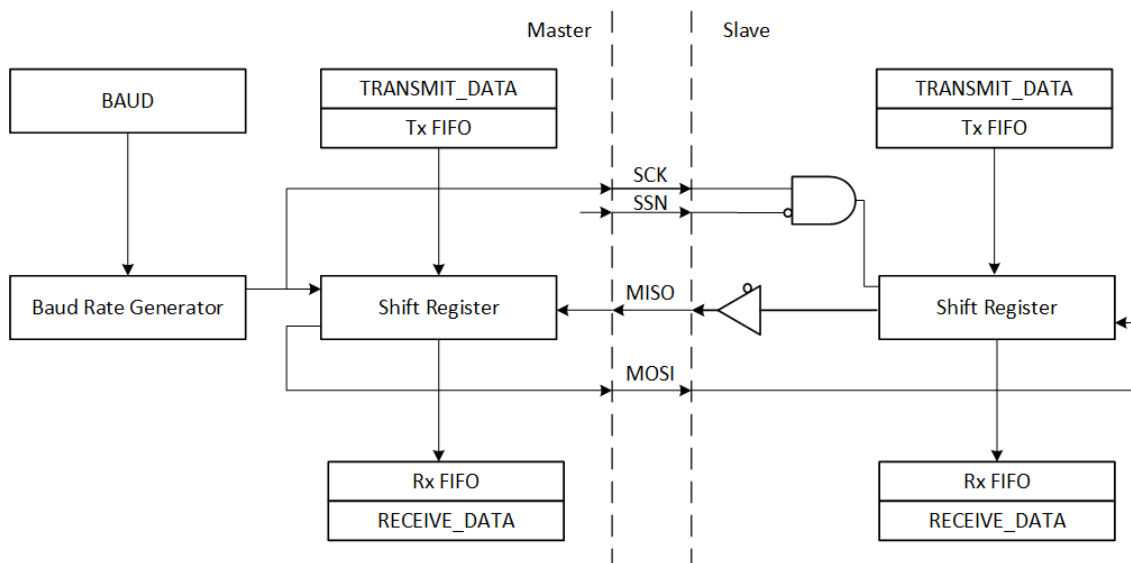 Master
Slave
BAUD
TRANSMIT_DATA
Tx FIFO
TRANSMIT_DATA
Tx FIFO
SCK
SSN
Baud Rate Generator
Shift Register
MISO
Shift Register
MOSI
Rx FIFO
RECEIVE_DATA
Rx FIFO
RECEIVE_DATA